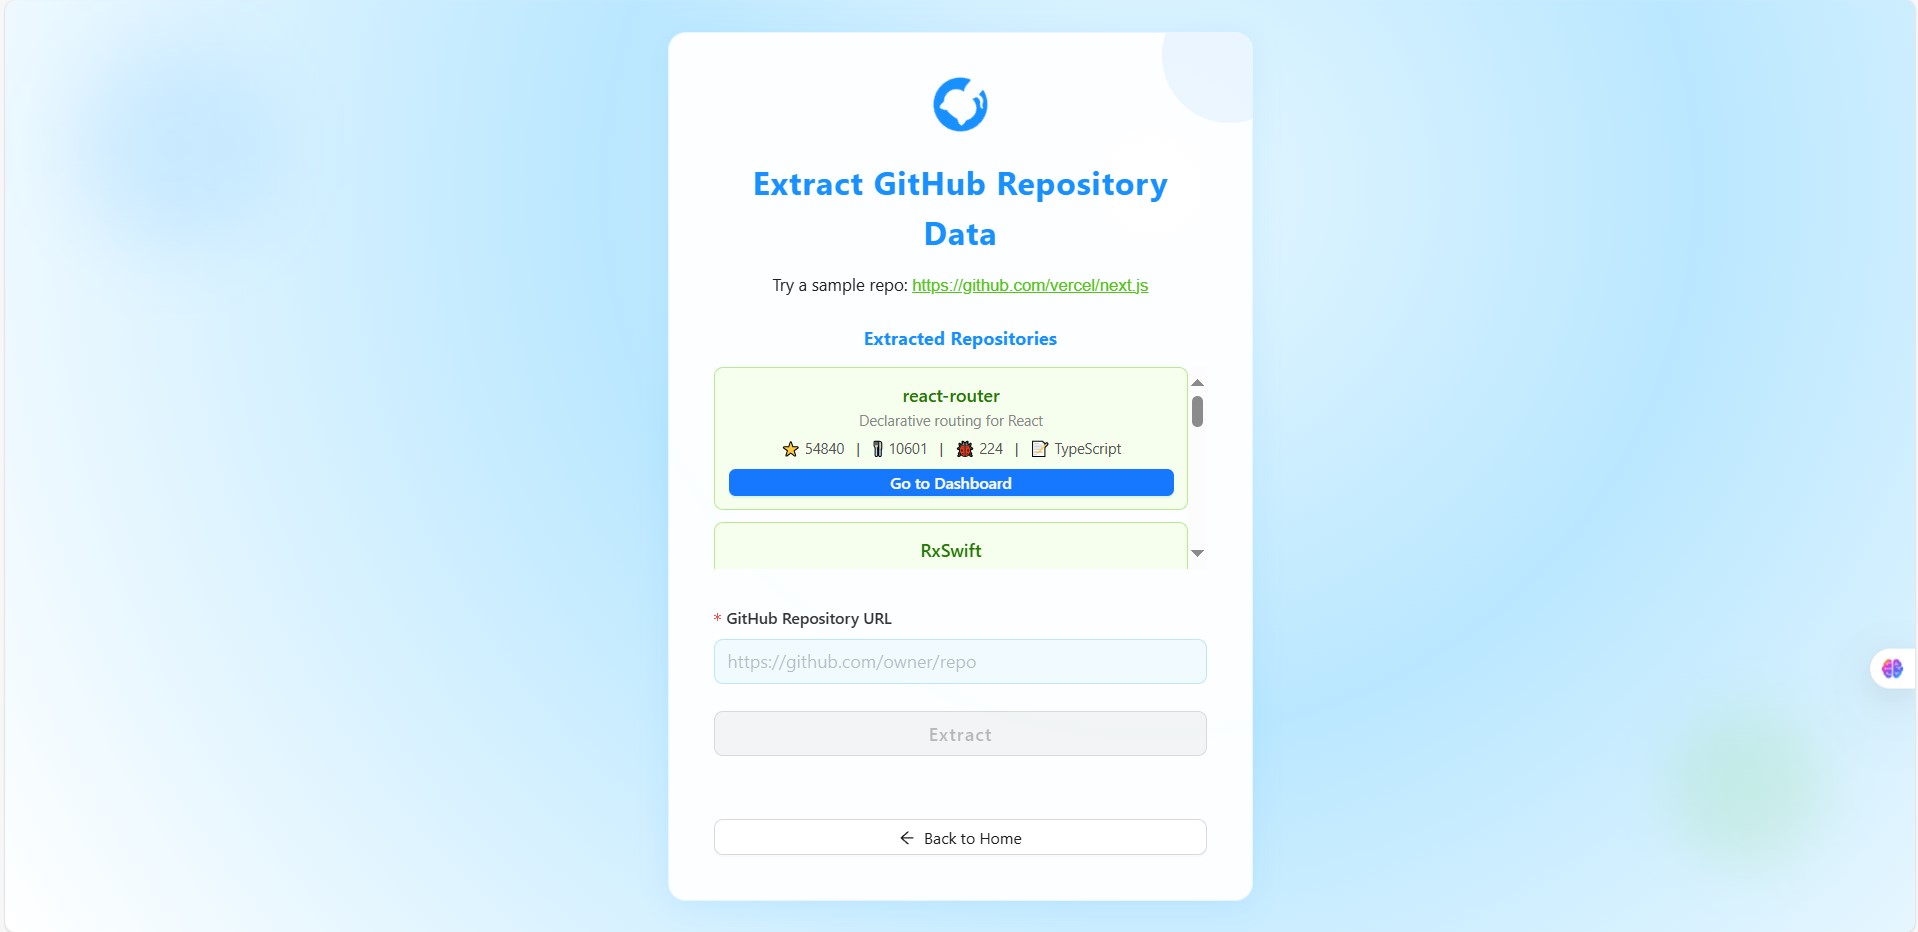 Extract GitHub Repository
Data
Try a sample repo: https://github.com/vercel/next.js
Extracted Repositories
react-router
Declarative routing for React
54840 | 10601 | 224 | TypeScript
Go to Dashboard
RxSwift
* GitHub Repository URL
https://github.com/owner/repo
Extract
Back to Home